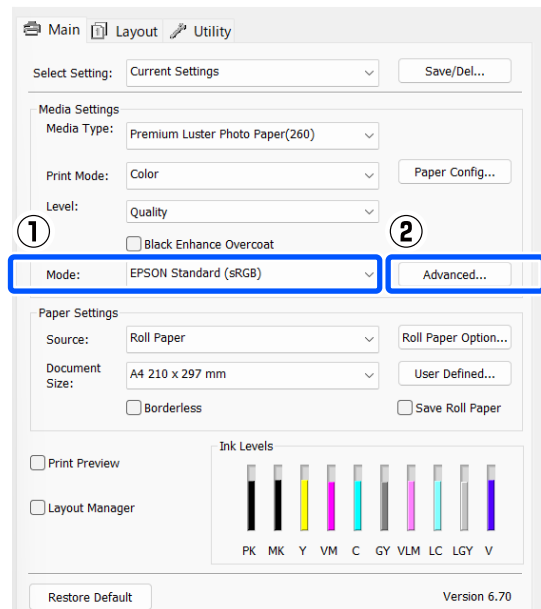 Main Layout Utility
Select Setting: Current Settings Save/Del...
Media Settings
Media Type: Premium Luster Photo Paper(260)
Print Mode: Color Paper Config...
Level: Quality
① ②
Black Enhance Overcoat
Mode: EPSON Standard (sRGB) Advanced...
Paper Settings
Source: Roll Paper Roll Paper Option...
Document
Size: A4 210 x 297 mm User Defined...
Borderless Save Roll Paper
Ink Levels
Print Preview
Layout Manager
PK MK Y VM C GY VLM LC LGY V
Restore Default Version 6.70